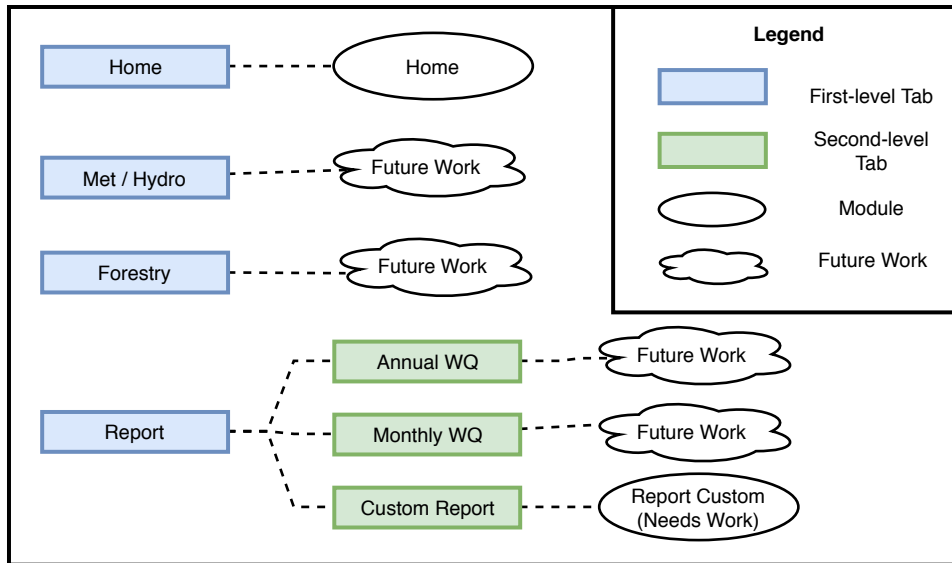 Home
Home
Legend
First-level Tab
Second-level
Tab
Module
Future Work
Met / Hydro
Future Work
Forestry
Future Work
Report
Annual WQ
Future Work
Monthly WQ
Future Work
Custom Report
Report Custom
(Needs Work)